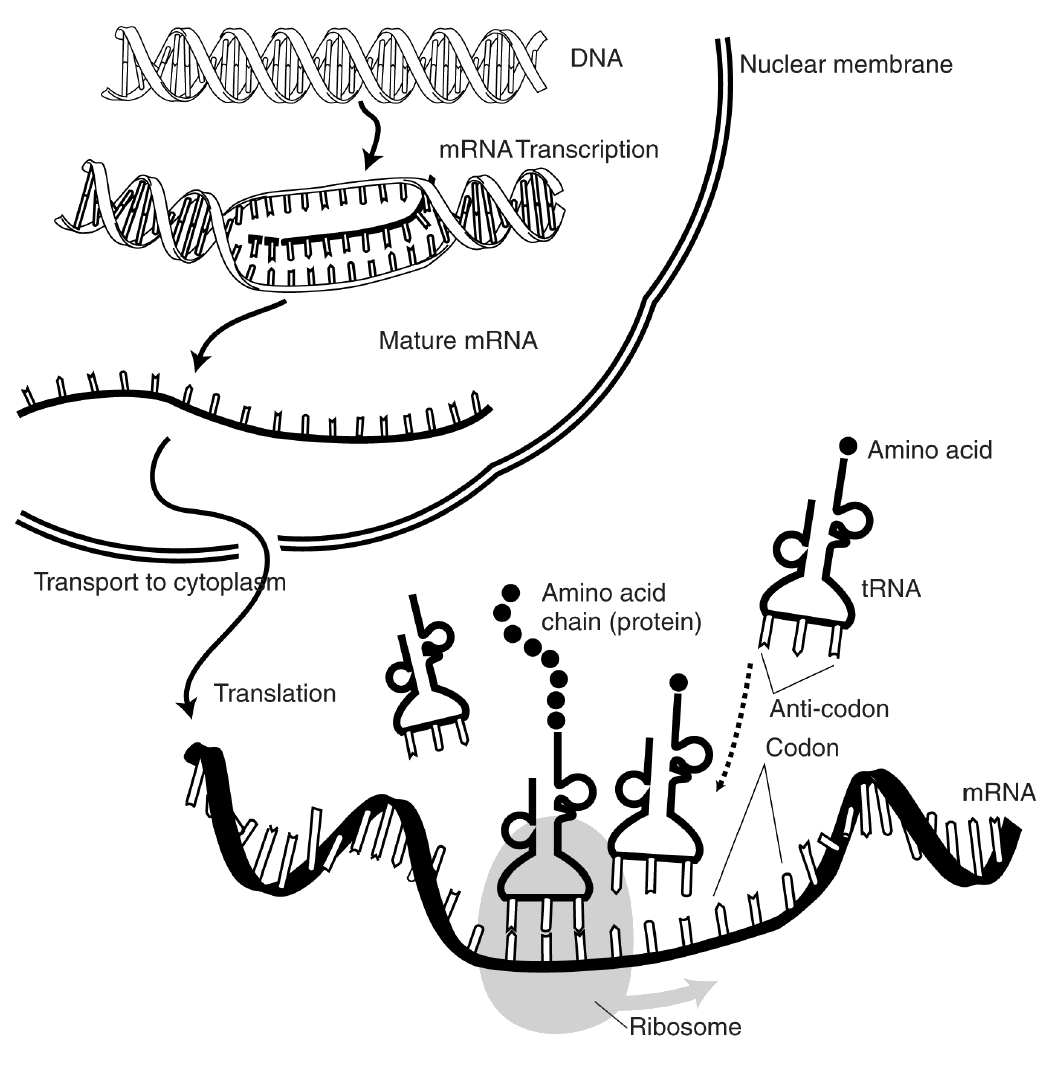 DNA
Nuclear membrane
mRNA Transcription
Mature mRNA
Amino acid
Transport to cytoplasm
tRNA
Amino acid
chain (protein)
Translation
Anti-codon
Codon
mRNA
Ribosome